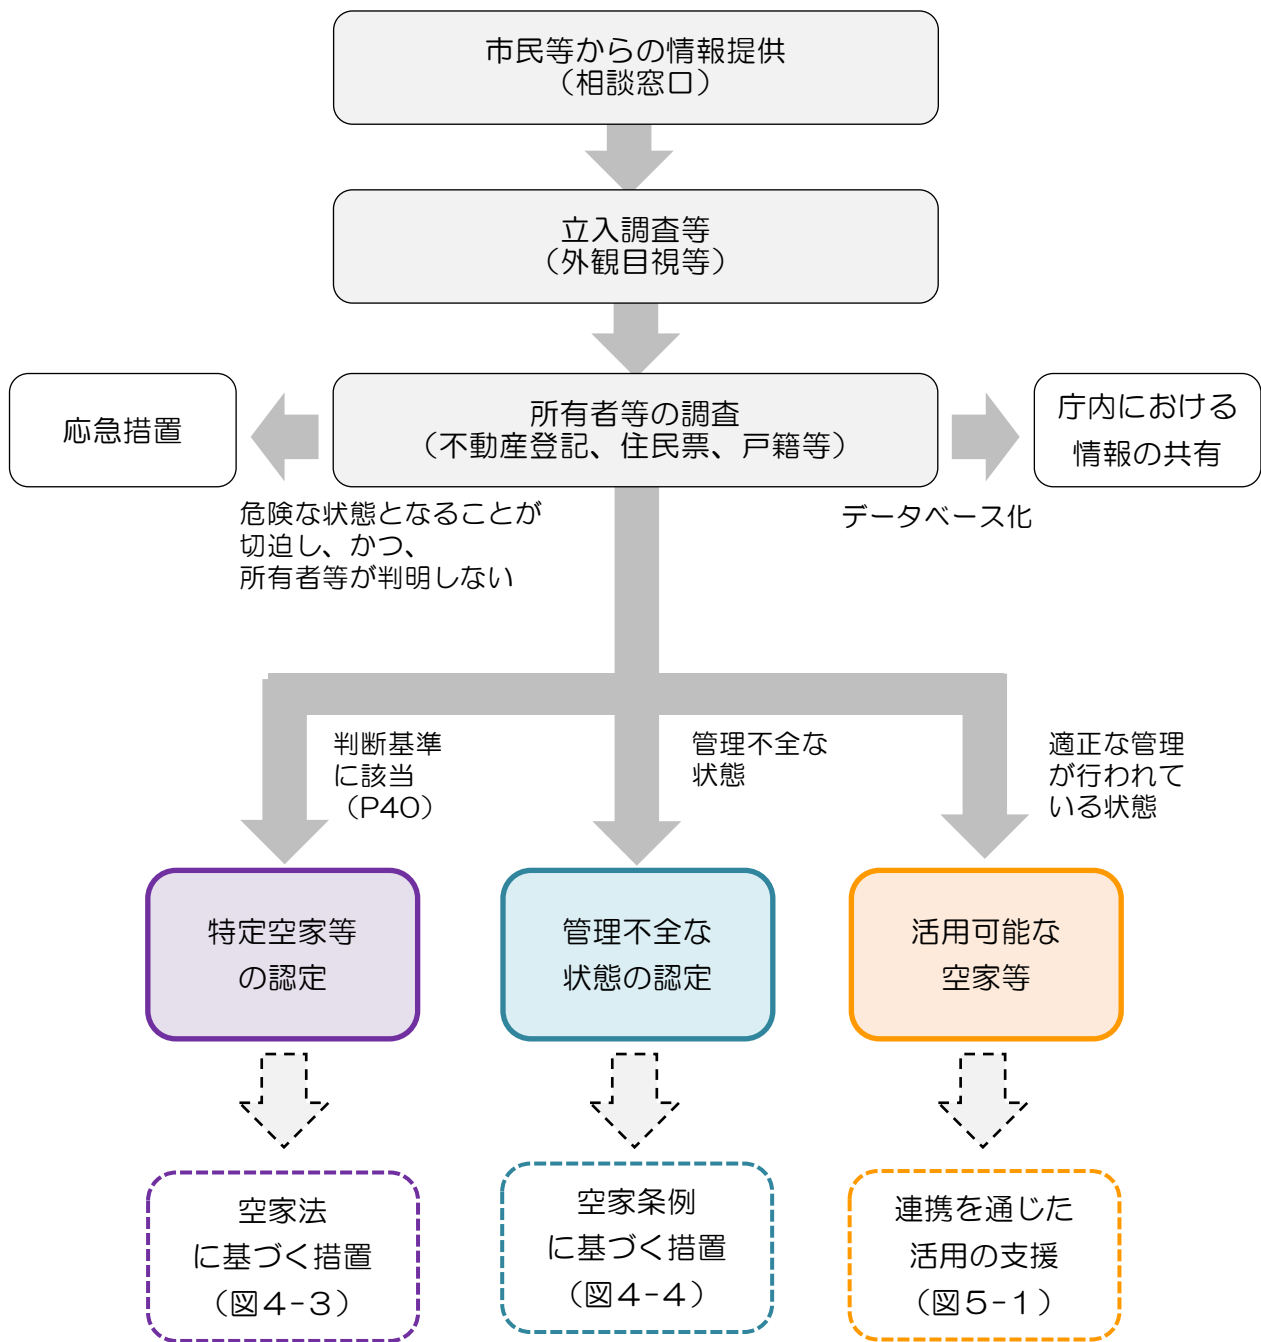 市民等からの情報提供
（相談窓口）
立入調査等
（外観目視等）
応急措置
所有者等の調査
（不動産登記、住民票、戸籍等）
庁内における
情報の共有
危険な状態となることが
切迫し、かつ、
所有者等が判明しない
データベース化
判断基準
に該当
（P40）
管理不全な
状態
適正な管理
が行われて
いる状態
特定空家等
の認定
管理不全な
状態の認定
活用可能な
空家等
空家法
に基づく措置
（図4-3）
空家条例
に基づく措置
（図4-4）
連携を通じた
活用の支援
（図5-1）